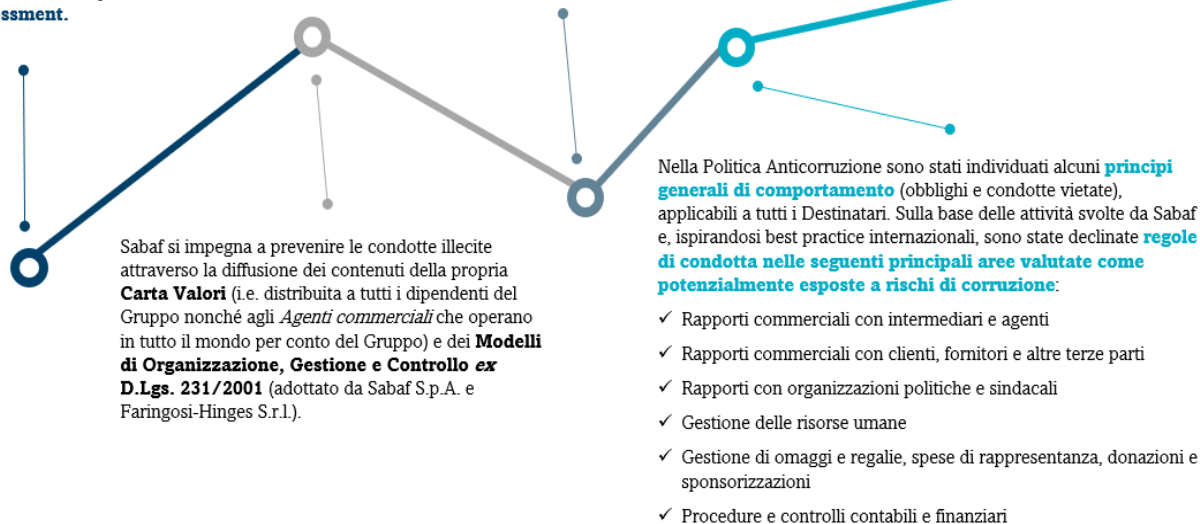 ssment.
Sabaf si impegna a prevenire le condotte illecite
attraverso la diffusione dei contenuti della propria
Carta Valori (i.e. distribuita a tutti i dipendenti del
Gruppo nonché agli Agenti commerciali che operano
in tutto il mondo per conto del Gruppo) e dei Modelli
di Organizzazione, Gestione e Controllo ex
D.Lgs. 231/2001 (adottato da Sabaf S.p.A. e
Faringosi-Hinges S.r.l.).
Nella Politica Anticorruzione sono stati individuati alcuni principi
generali di comportamento (obblighi e condotte vietate),
applicabili a tutti i Destinatari. Sulla base delle attività svolte da Sabaf
e, ispirandosi best practice internazionali, sono state declinate regole
di condotta nelle seguenti principali aree valutate come
potenzialmente esposte a rischi di corruzione:
✓ Rapporti commerciali con intermediari e agenti
✓ Rapporti commerciali con clienti, fornitori e altre terze parti
✓ Rapporti con organizzazioni politiche e sindacali
✓ Gestione delle risorse umane
✓ Gestione di omaggi e regalie, spese di rappresentanza, donazioni e
sponsorizzazioni
✓ Procedure e controlli contabili e finanziari